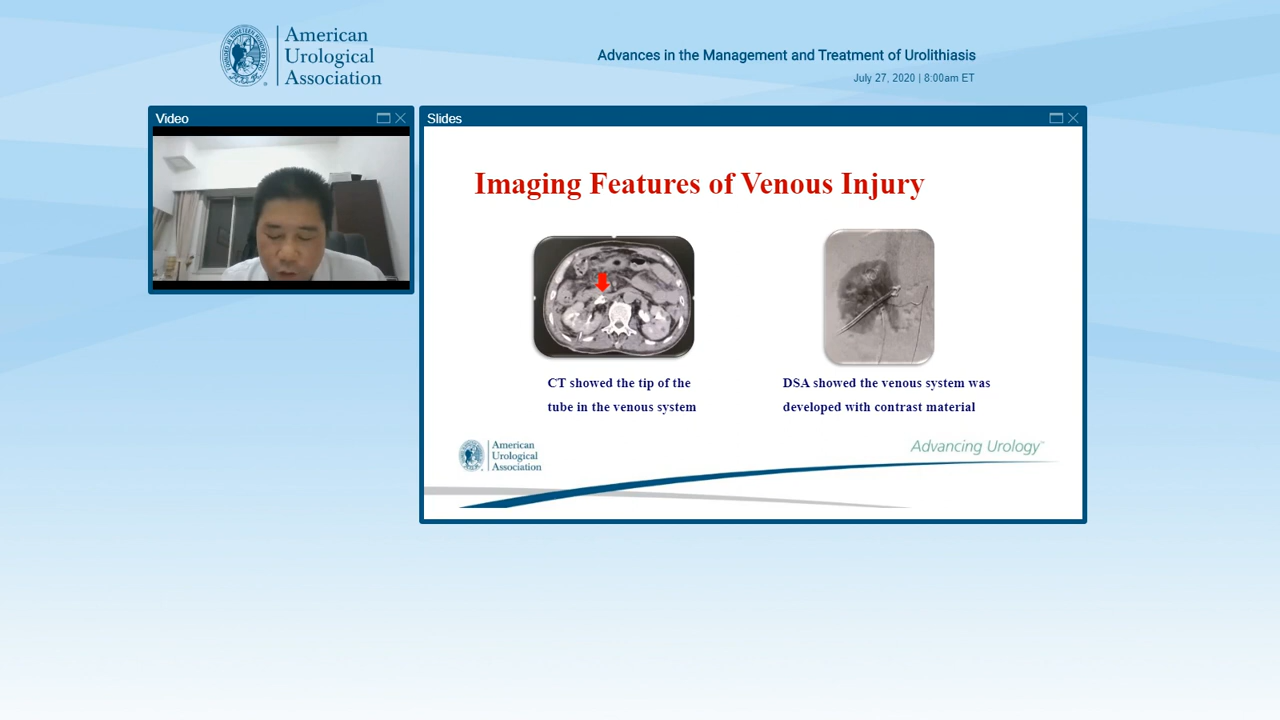 American
Urological
Association
Advances in the Management and Treatment of Urolithiasis
July 27, 2020 | 8:00am ET
Video
Slides
Imaging Features of Venous Injury
CT showed the tip of the
tube in the venous system
DSA showed the venous system was
developed with contrast material
American
Urological
Association
Advancing Urology™